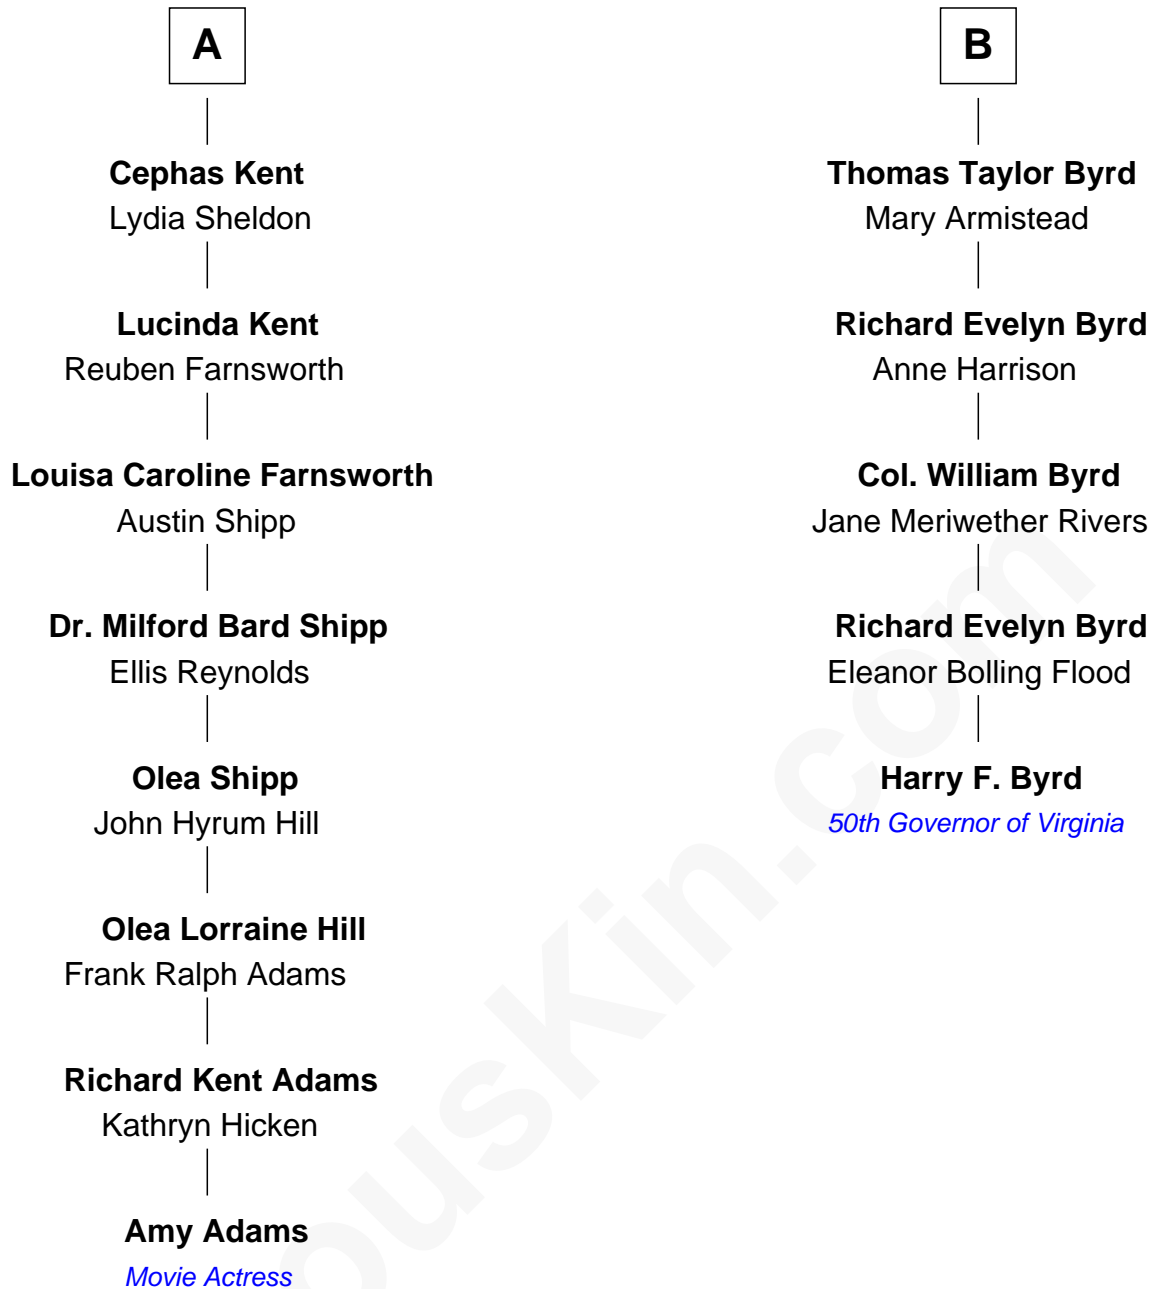 A
Cephas Kent
Lydia Sheldon
Lucinda Kent
Reuben Farnsworth
Louisa Caroline Farnsworth
Austin Shipp
Dr. Milford Bard Shipp
Ellis Reynolds
Olea Shipp
John Hyrum Hill
Olea Lorraine Hill
Frank Ralph Adams
Richard Kent Adams
Kathryn Hicken
Amy Adams
Movie Actress
B
Thomas Taylor Byrd
Mary Armistead
Richard Evelyn Byrd
Anne Harrison
Col. William Byrd
Jane Meriwether Rivers
Richard Evelyn Byrd
Eleanor Bolling Flood
Harry F. Byrd
50th Governor of Virginia
ousKin.com